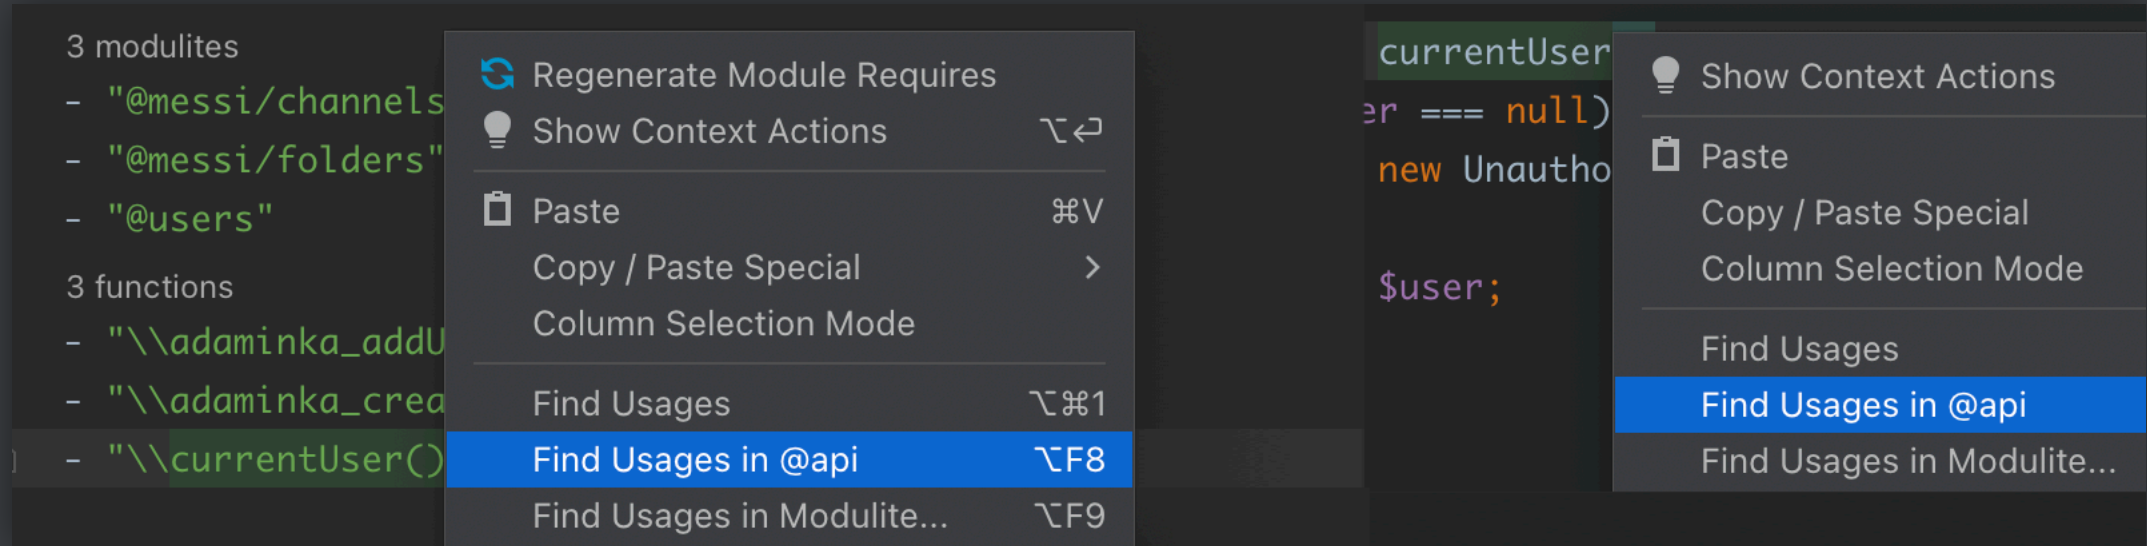 3 modulites
- "@messi/channels
- "@messi/folders"
- "@users"
3 functions
- "\\adaminka_addU
- "\\adaminka_crea
- "\\currentUser()
Regenerate Module Requires
Show Context Actions ⌥↩
Paste ⌘V
Copy / Paste Special >
Column Selection Mode
Find Usages ⌥⌘1
Find Usages in @api ⌥F8
Find Usages in Modulite... ⌥F9
currentUser
er === null)
new Unautho
$user;
Show Context Actions
Paste
Copy / Paste Special
Column Selection Mode
Find Usages
Find Usages in @api
Find Usages in Modulite...